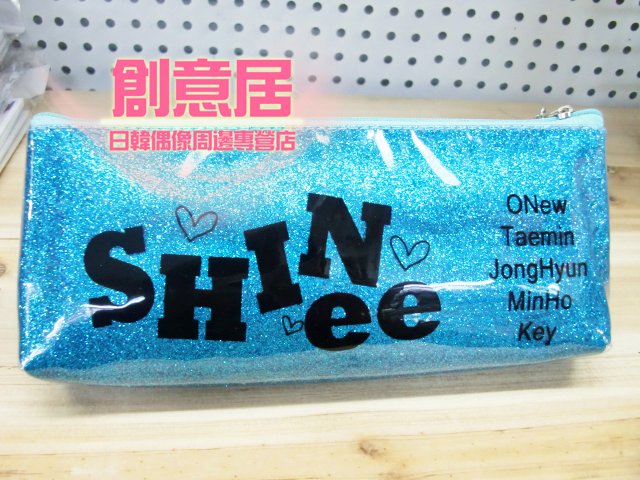 創意居
日韓偶像周邊專營店
SHINee
ONew
Taemin
JongHyun
MinHo
Key